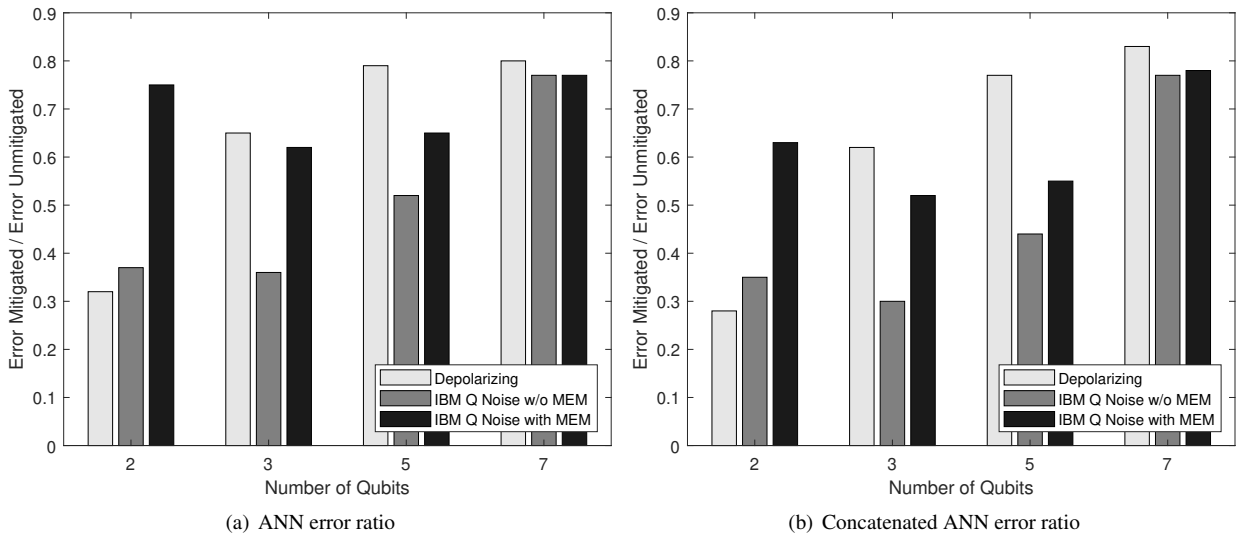 0.9
0.8
0.7
0.6
0.5
0.4
0.3
0.2
0.1
0
Error Mitigated / Error Unmitigated
Depolarizing
IBM Q Noise w/o MEM
IBM Q Noise with MEM
2 3 5 7
Number of Qubits
(a) ANN error ratio
0.9
0.8
0.7
0.6
0.5
0.4
0.3
0.2
0.1
0
Error Mitigated / Error Unmitigated
Depolarizing
IBM Q Noise w/o MEM
IBM Q Noise with MEM
2 3 5 7
Number of Qubits
(b) Concatenated ANN error ratio